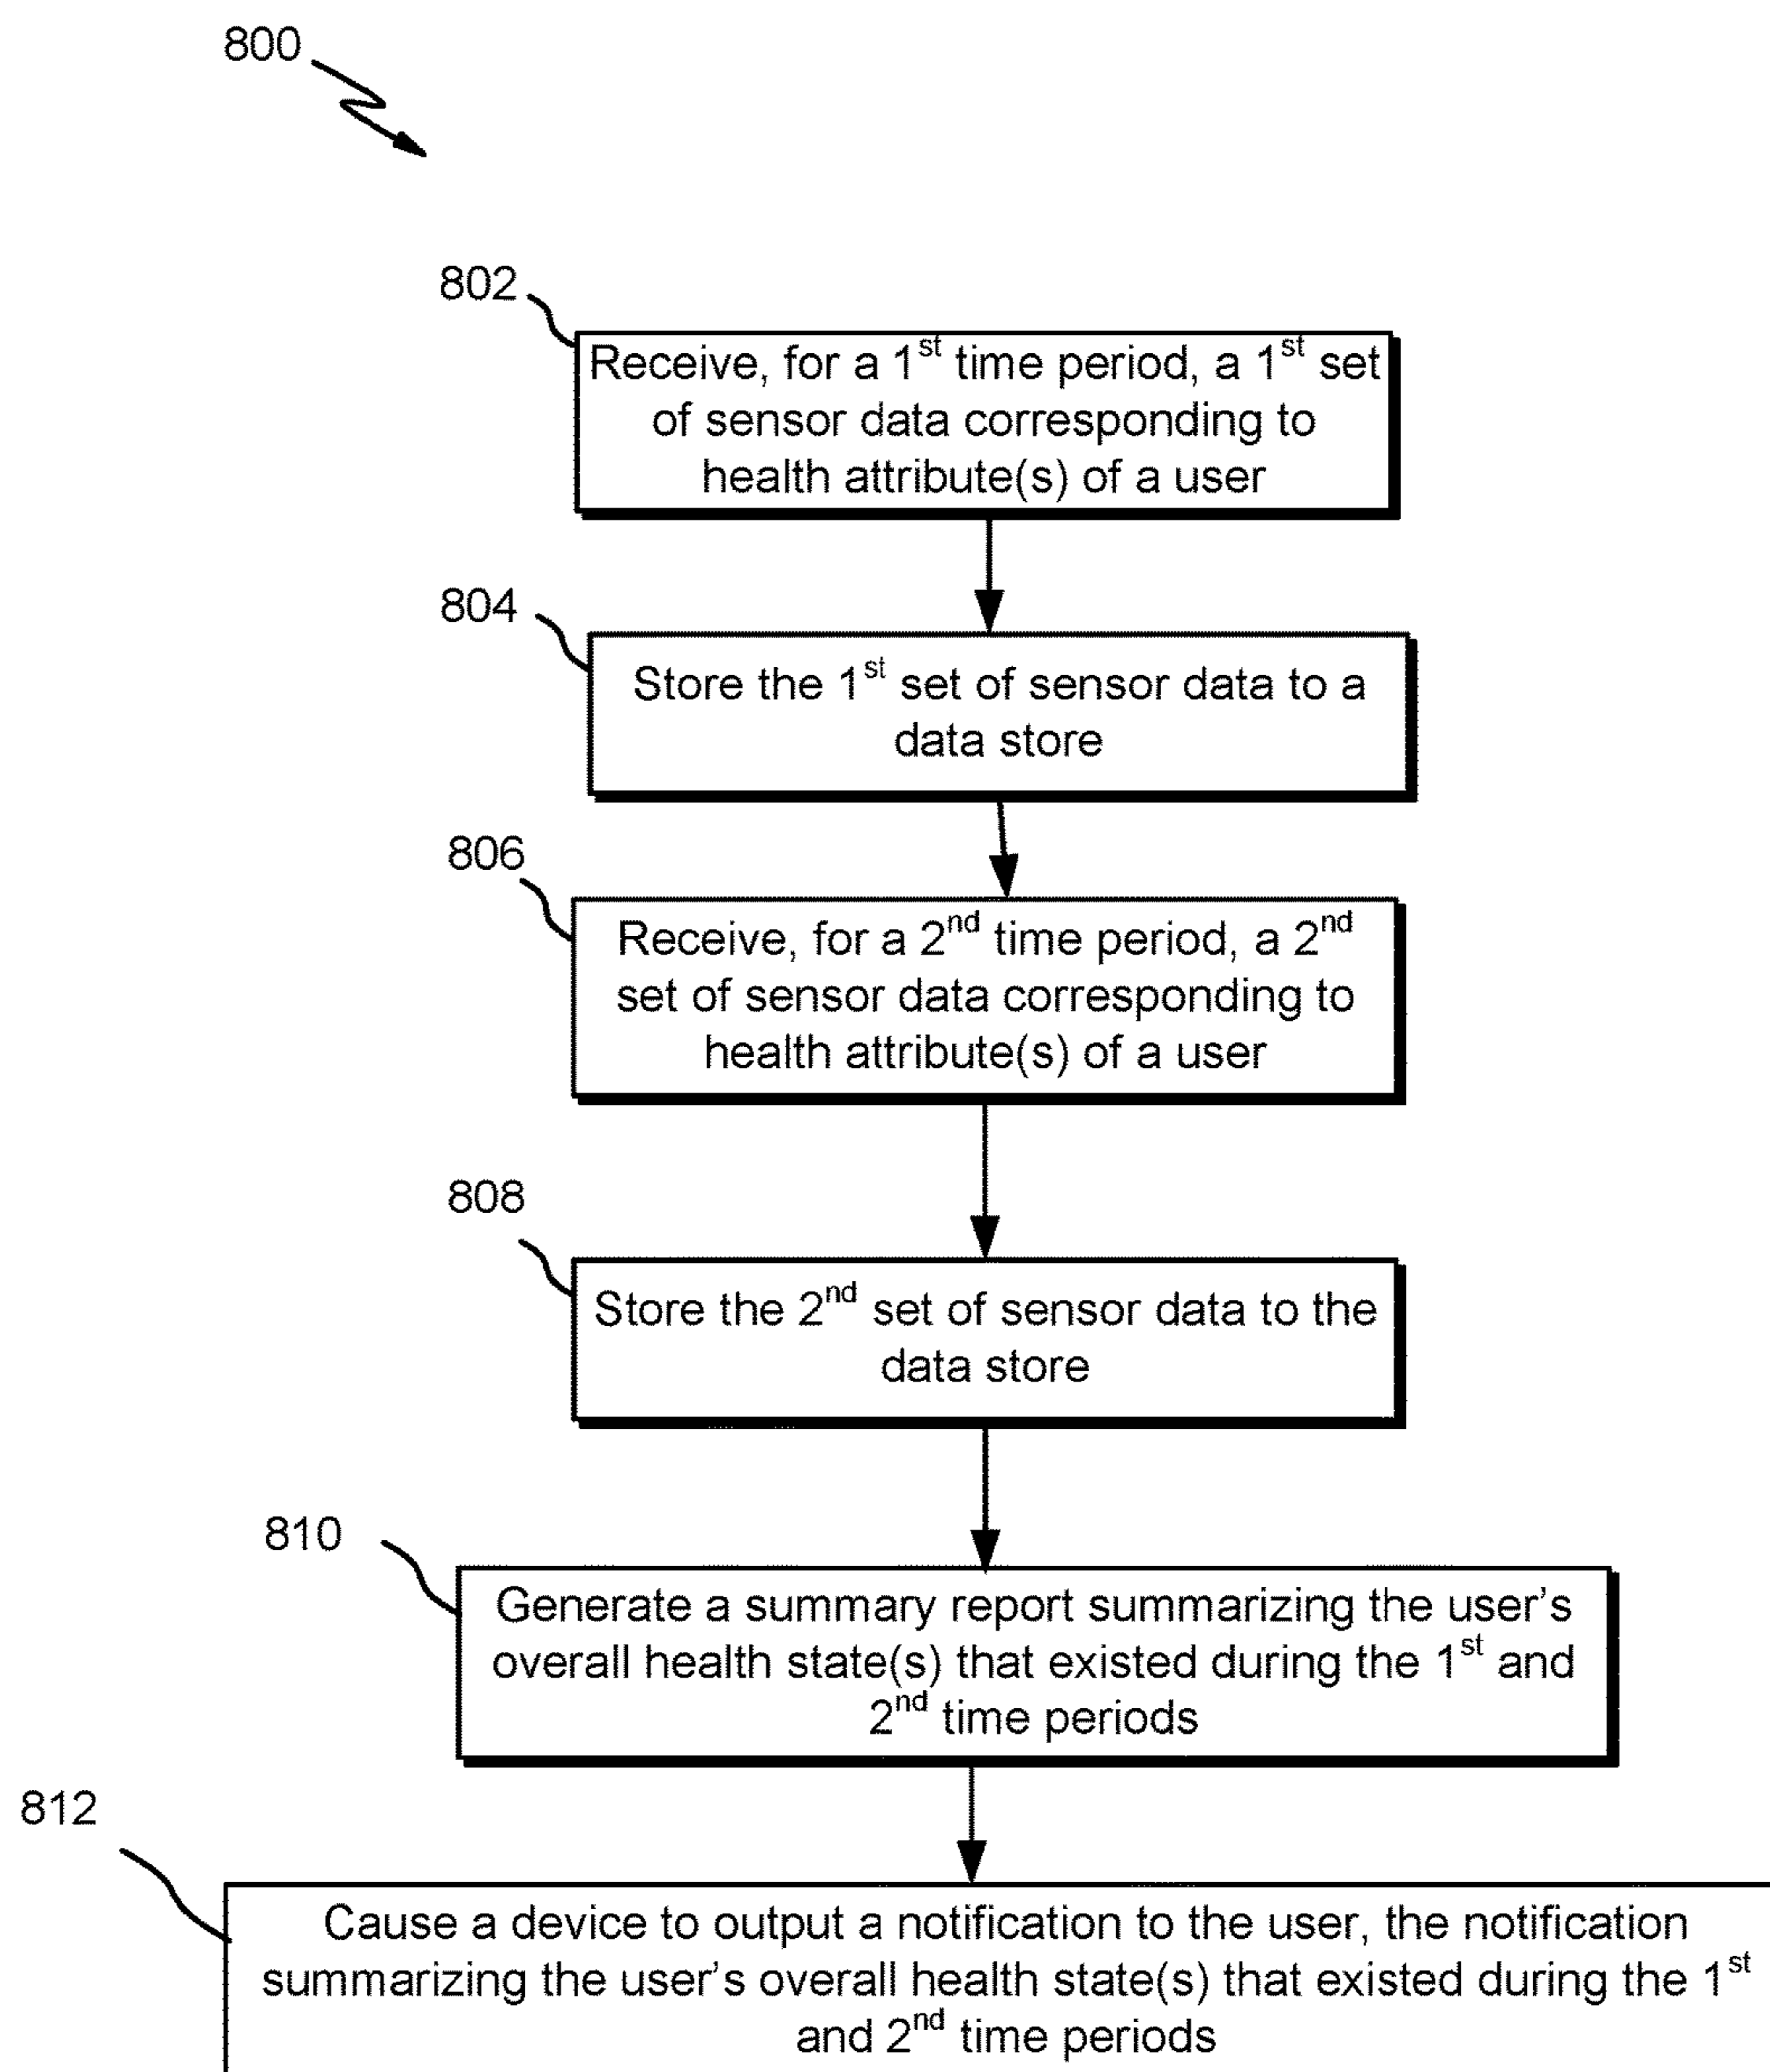 800
802
Receive, for a 1st time period, a 1st set
of sensor data corresponding to
health attribute(s) of a user
804
Store the 1st set of sensor data to a
data store
806
Receive, for a 2nd time period, a 2nd
set of sensor data corresponding to
health attribute(s) of a user
808
Store the 2nd set of sensor data to the
data store
810
Generate a summary report summarizing the user's
overall health state(s) that existed during the 1st and
2nd time periods
812
Cause a device to output a notification to the user, the notification
summarizing the user's overall health state(s) that existed during the 1st
and 2nd time periods